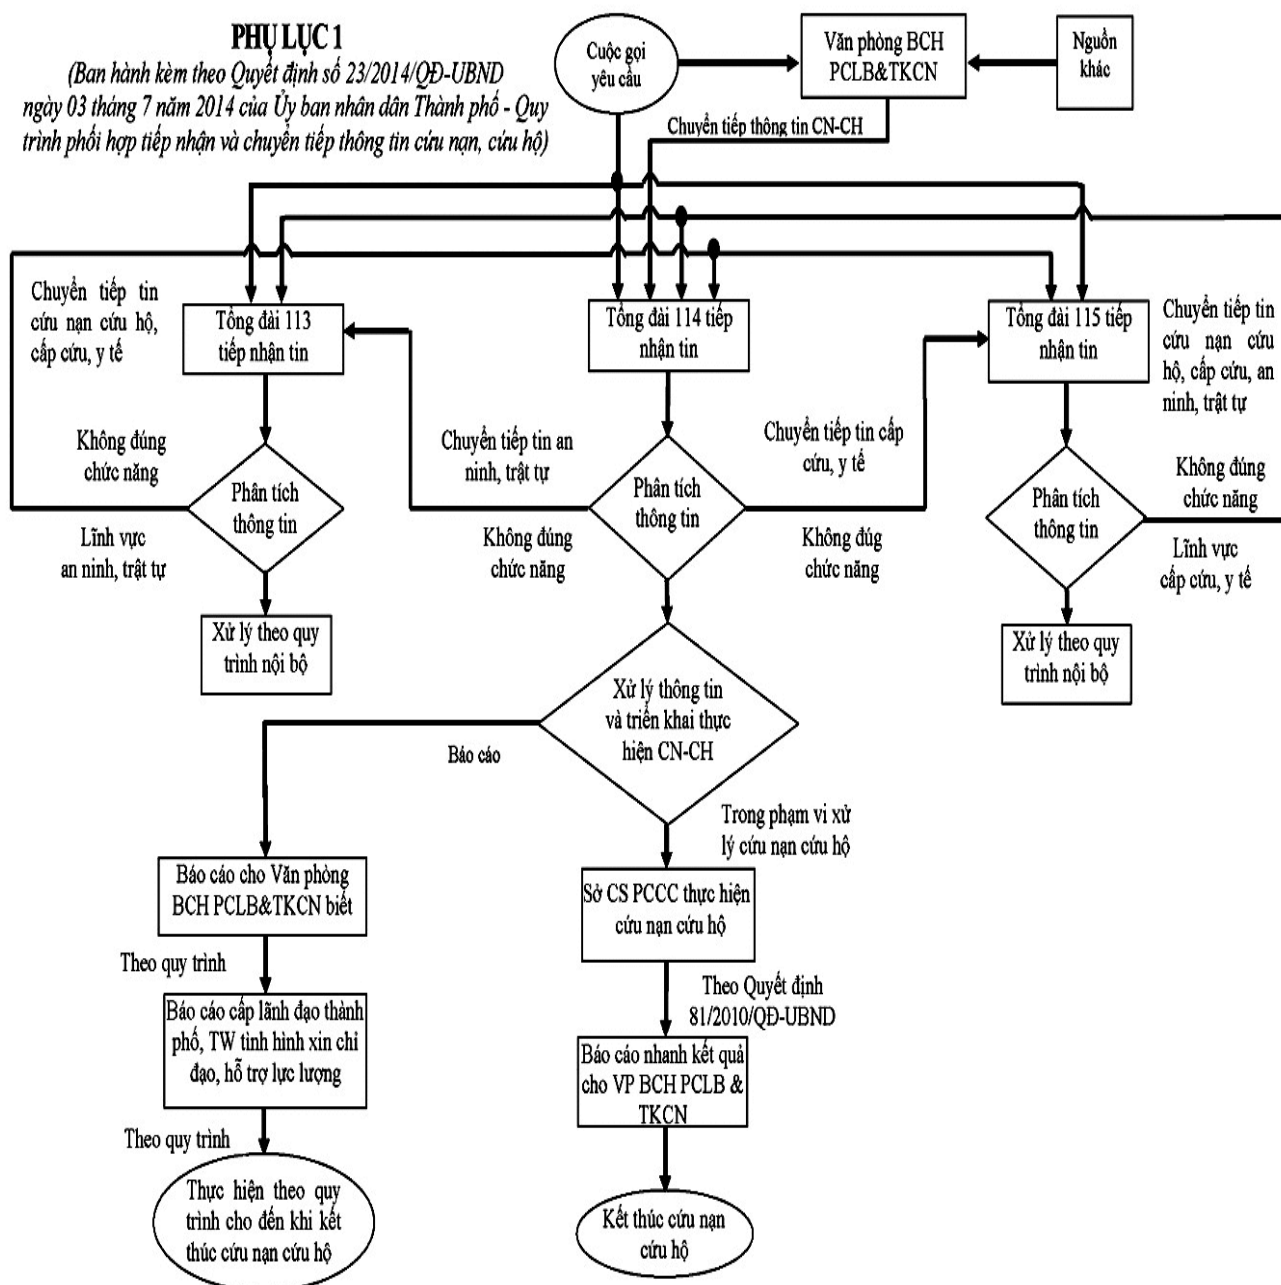 PHỤ LỤC 1
(Ban hành kèm theo Quyết định số 23/2014/QĐ-UBND
ngày 03 tháng 7 năm 2014 của Ủy ban nhân dân Thành phố - Quy
trình phối hợp tiếp nhận và chuyển tiếp thông tin cứu nạn, cứu hộ)
Cuộc gọi
yêu cầu
Văn phòng BCH
PCLB&TKCN
Nguồn
khác
Chuyển tiếp thông tin CN-CH
Chuyển tiếp tin
cứu nạn cứu hộ,
cấp cứu, y tế
Tổng đài 113
tiếp nhận tin
Tổng đài 114 tiếp
nhận tin
Tổng đài 115 tiếp
nhận tin
Chuyển tiếp tin
cứu nạn cứu
hộ, cấp cứu, an
ninh, trật tự
Không đúng
chức năng
Chuyển tiếp tin an
ninh, trật tự
Chuyển tiếp tin cấp
cứu, y tế
Không đúng
chức năng
Phân tích
thông tin
Phân tích
thông tin
Phân tích
thông tin
Lĩnh vực
an ninh, trật tự
Không đúng
chức năng
Không đúg
chức năng
Lĩnh vực
cấp cứu, y tế
Xử lý theo quy
trình nội bộ
Xử lý theo quy
trình nội bộ
Xử lý thông tin
và triển khai thực
hiện CN-CH
Báo cáo
Trong phạm vi xử
lý cứu nạn cứu hộ
Báo cáo cho Văn phòng
BCH PCLB&TKCN biết
Sở CS PCCC thực hiện
cứu nạn cứu hộ
Theo quy trình
Theo Quyết định
81/2010/QĐ-UBND
Báo cáo cấp lãnh đạo thành
phố, TW tình hình xin chỉ
đạo, hỗ trợ lực lượng
Báo cáo nhanh kết quả
cho VP BCH PCLB &
TKCN
Theo quy trình
Thực hiện theo quy
trình cho đến khi kết
thúc cứu nạn cứu hộ
Kết thúc cứu nạn
cứu hộ